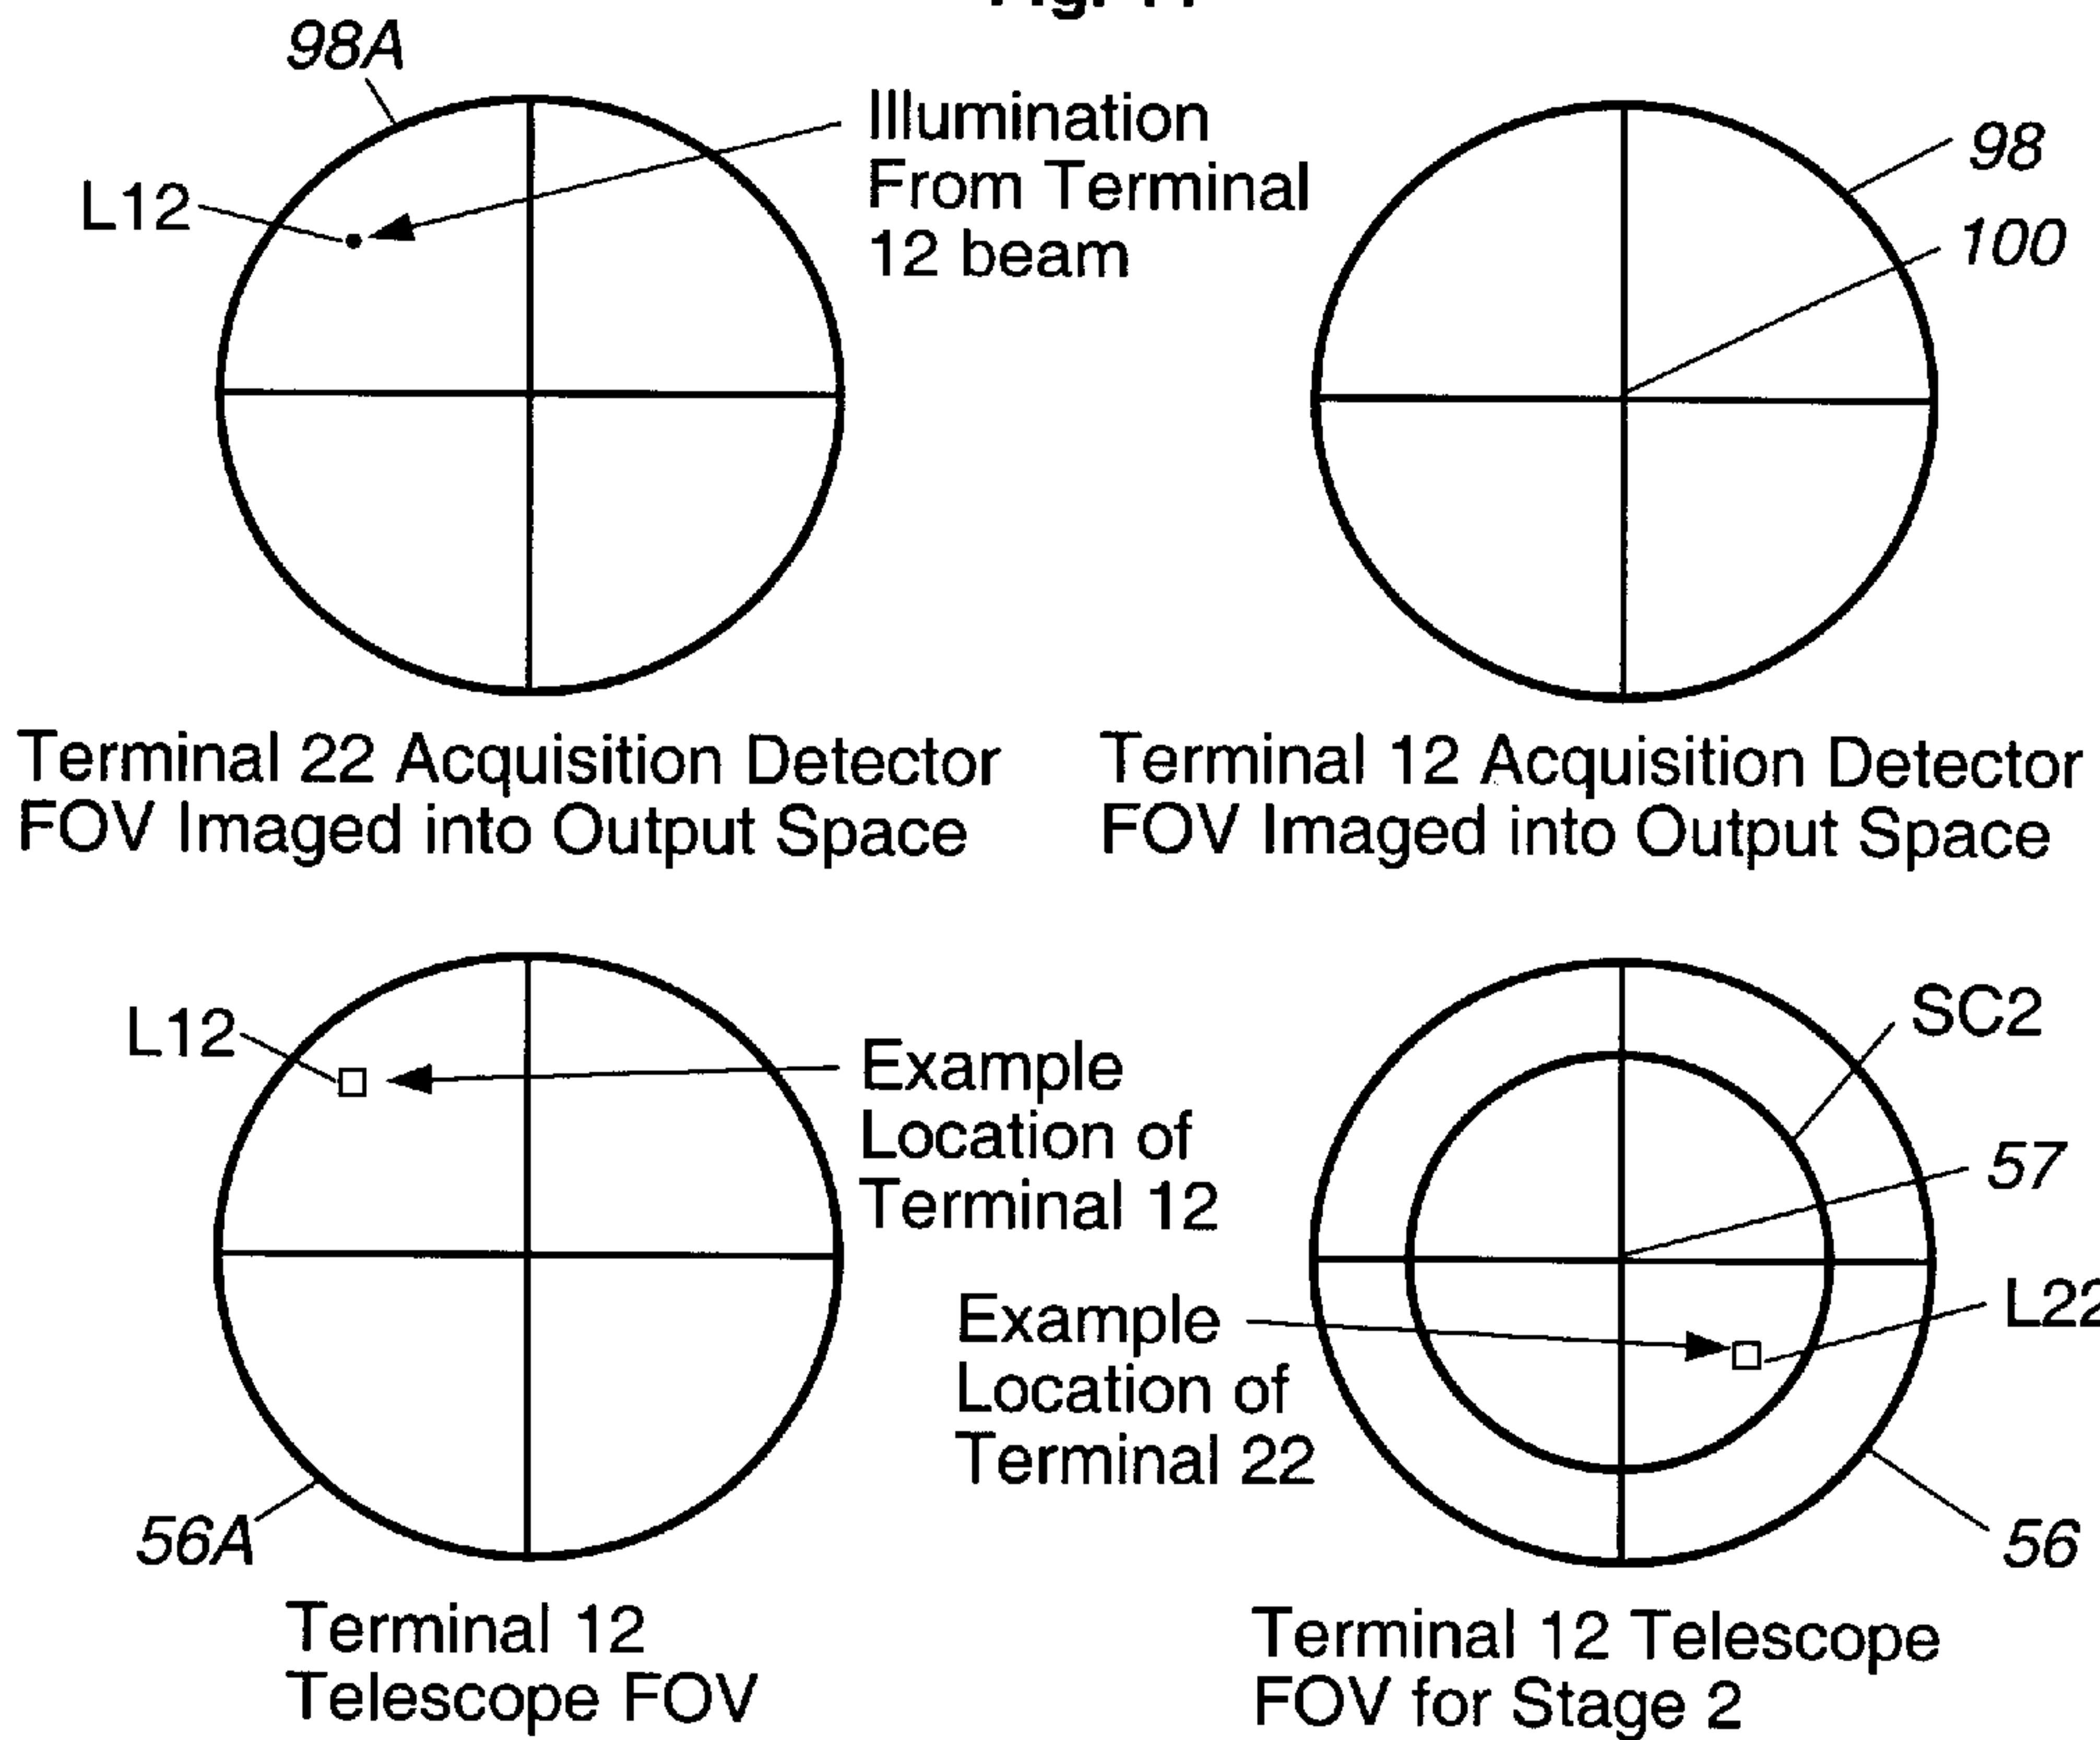 98A
Illumination
From Terminal
12 beam
L12
98
100
Terminal 22 Acquisition Detector
FOV Imaged into Output Space
Terminal 12 Acquisition Detector
FOV Imaged into Output Space
L12
Example
Location of
Terminal 12
SC2
57
Example
Location of
Terminal 22
L22
56A
56
Terminal 12
Telescope FOV
Terminal 12 Telescope
FOV for Stage 2